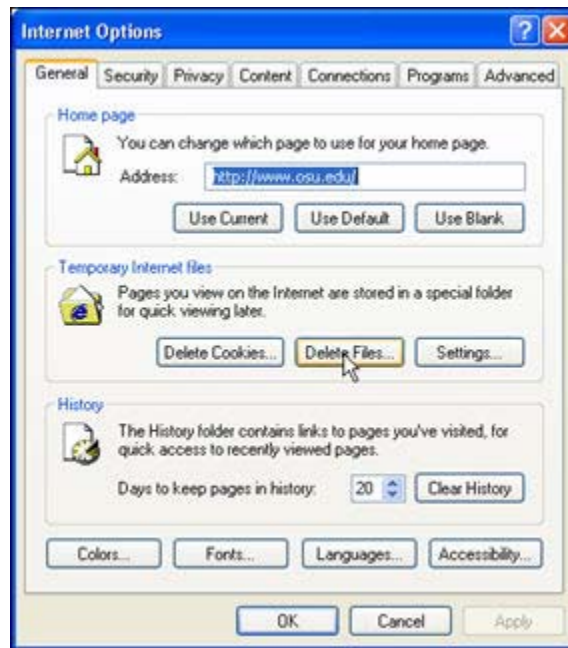 Internet Options
General Security Privacy Content Connections Programs Advanced
Home page
You can change which page to use for your home page.
Address: http://www.osu.edu/
Use Current Use Default Use Blank
Temporary Internet files
Pages you view on the Internet are stored in a special folder
for quick viewing later.
Delete Cookies... Delete Files... Settings...
History
The History folder contains links to pages you've visited, for
quick access to recently viewed pages.
Days to keep pages in history: 20 Clear History
Colors... Fonts... Languages... Accessibility...
OK Cancel Apply